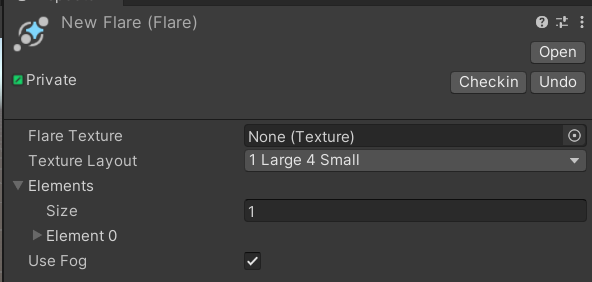 New Flare (Flare)
Open
Private
Checkin Undo
Flare Texture None (Texture)
Texture Layout 1 Large 4 Small
Elements
Size 1
Element 0
Use Fog